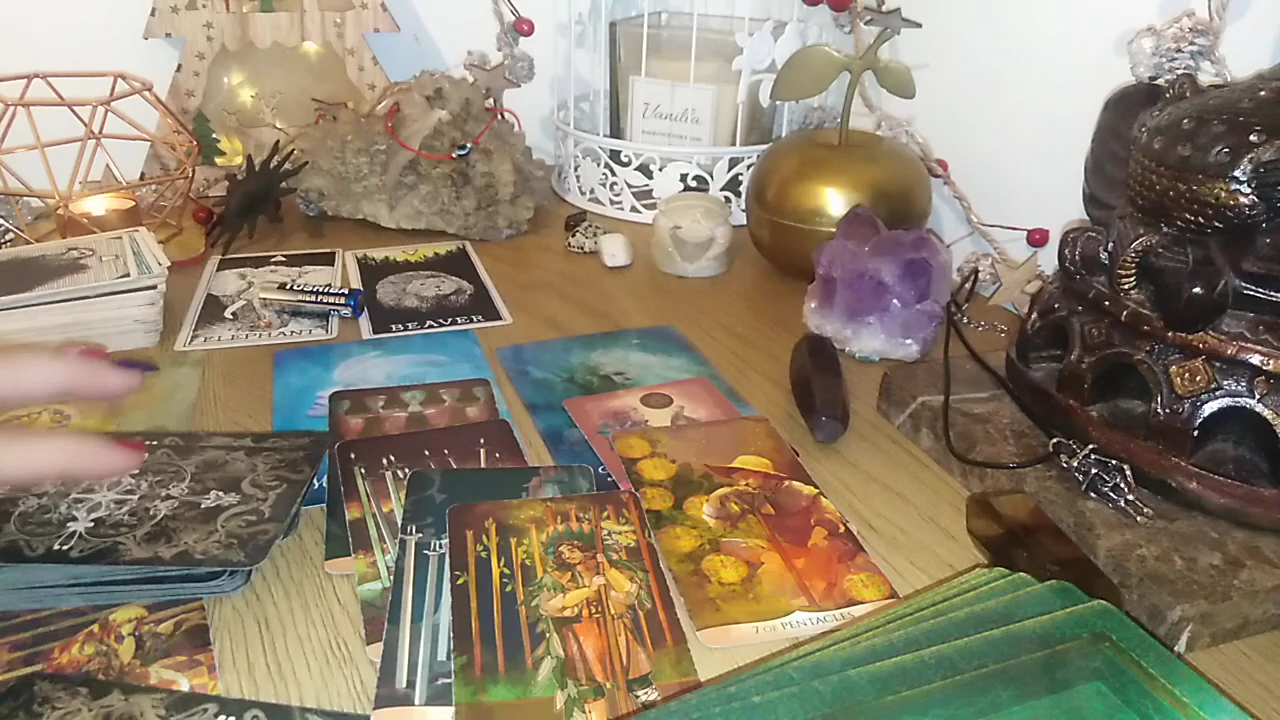 Vanilla
TOSHIBA
HIGH POWER
ELEPHANT
BEAVER
7 OF PENTACLES